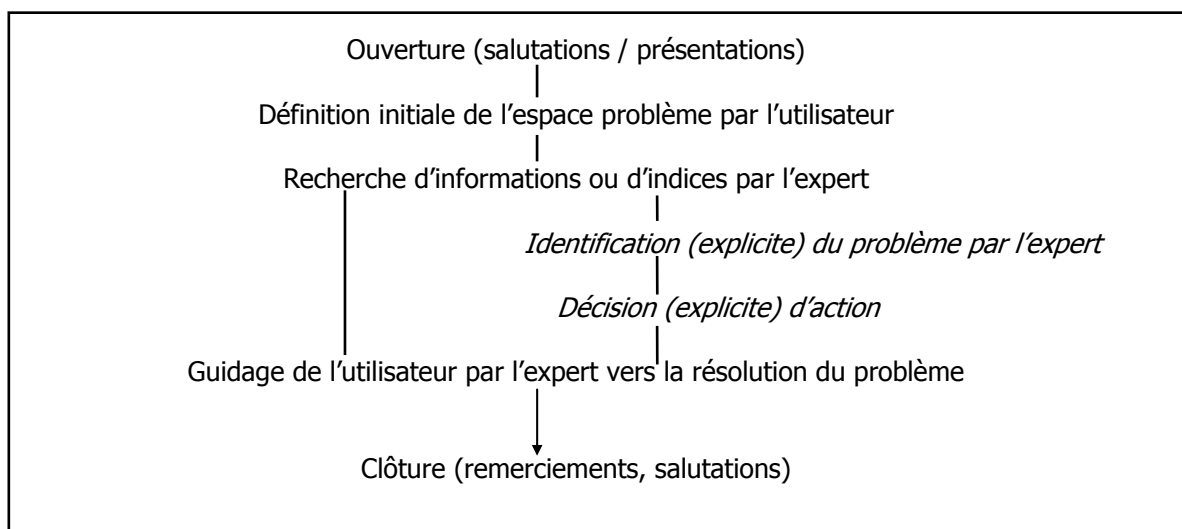 Ouverture (salutations / présentations)
Définition initiale de l’espace problème par l’utilisateur
Recherche d’informations ou d’indices par l’expert
Identification (explicite) du problème par l’expert
Décision (explicite) d’action
Guidage de l’utilisateur par l’expert vers la résolution du problème
Clôture (remerciements, salutations)